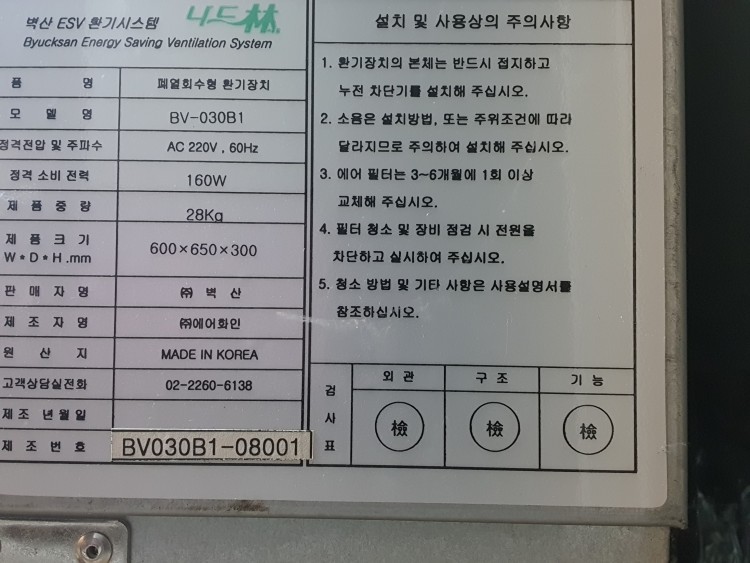 벽산 ESV 환기시스템 나드林
Byucksan Energy Saving Ventilation System
품 명 폐열회수형 환기장치
모 델 명 BV-030B1
정격전압 및 주파수 AC 220V , 60Hz
정격 소비 전력 160W
제 품 중 량 28Kg
제 품 크 기
W * D * H .mm 600×650×300
판 매 자 명 ㈜ 벽 산
제 조 자 명 ㈜에어화인
원 산 지 MADE IN KOREA
고객상담실전화 02-2260-6138
제조 년월일
제 조 번 호 BV030B1-08001
설치 및 사용상의 주의사항
1. 환기장치의 본체는 반드시 접지하고
누전 차단기를 설치해 주십시오.
2. 소음은 설치방법, 또는 주위조건에 따라
달라지므로 주의하여 설치해 주십시오.
3. 에어 필터는 3~6개월에 1회 이상
교체해 주십시오.
4. 필터 청소 및 장비 점검 시 전원을
차단하고 실시하여 주십시오.
5. 청소 방법 및 기타 사항은 사용설명서를
참조하십시오.
검 사 표
외 관 구 조 기 능
檢 檢 檢